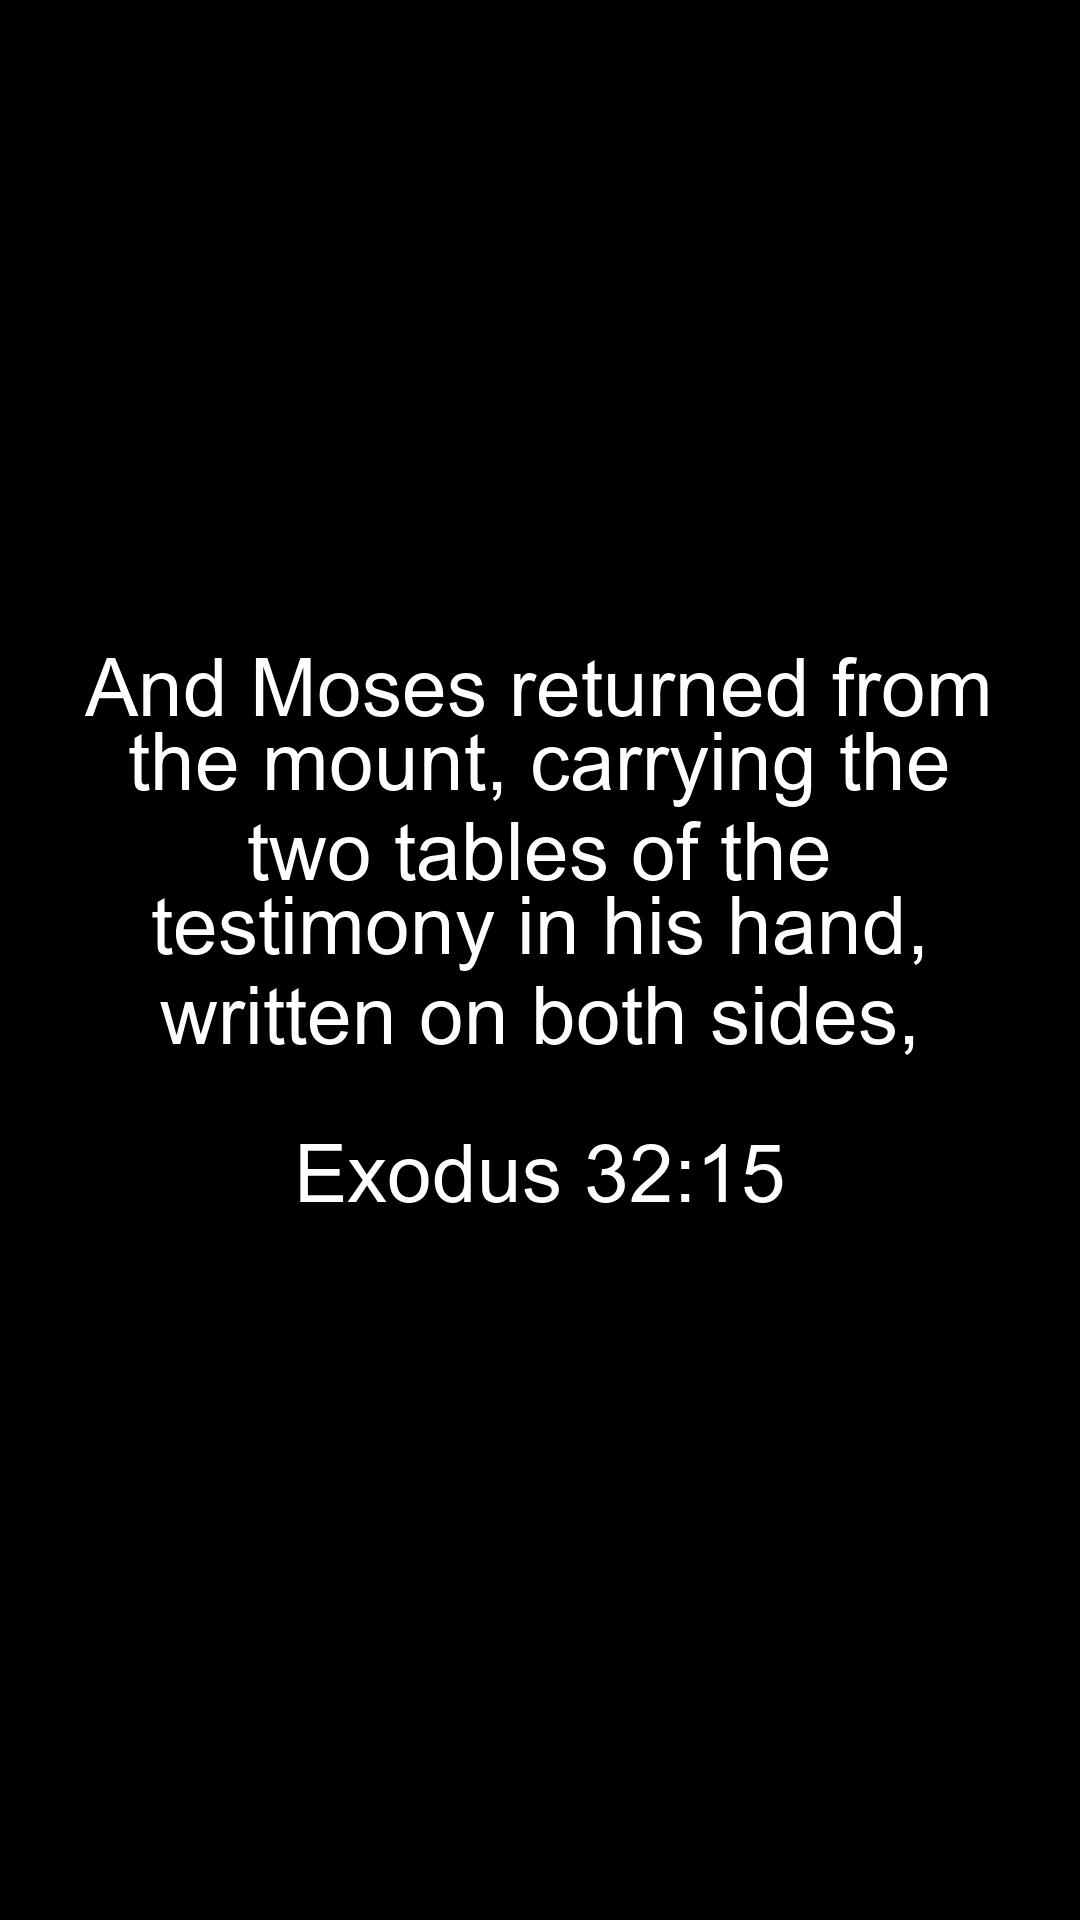 And Moses returned from
the mount, carrying the
two tables of the
testimony in his hand,
written on both sides,
Exodus 32:15